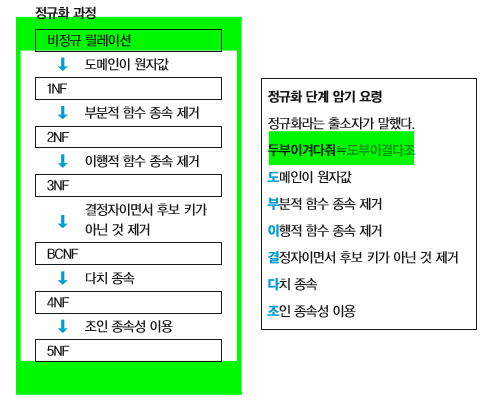 정규화 과정
비정규 릴레이션
도메인이 원자값
1NF
부분적 함수 종속 제거
2NF
이행적 함수 종속 제거
3NF
결정자이면서 후보 키가
아닌 것 제거
BCNF
다치 종속
4NF
조인 종속성 이용
5NF
정규화 단계 암기 요령
정규화라는 출소자가 말했다.
두부이겨다줘≒도부이결다조
도메인이 원자값
부분적 함수 종속 제거
이행적 함수 종속 제거
결정자이면서 후보 키가 아닌 것 제거
다치 종속
조인 종속성 이용